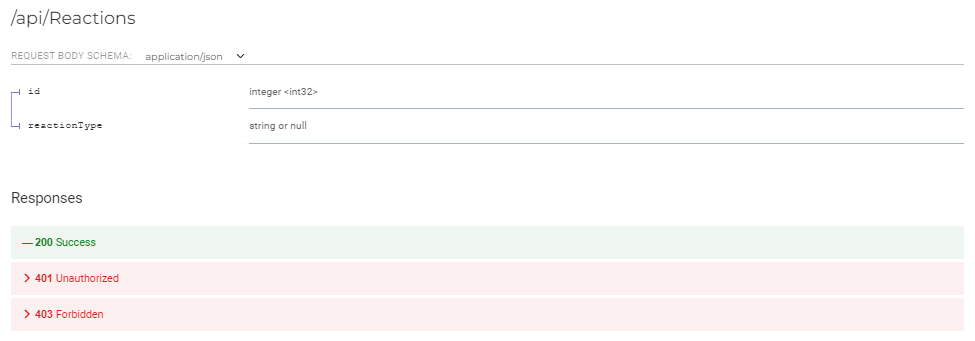 /api/Reactions
REQUEST BODY SCHEMA: application/json
id integer <int32>
reactionType string or null
Responses
— 200 Success
401 Unauthorized
403 Forbidden